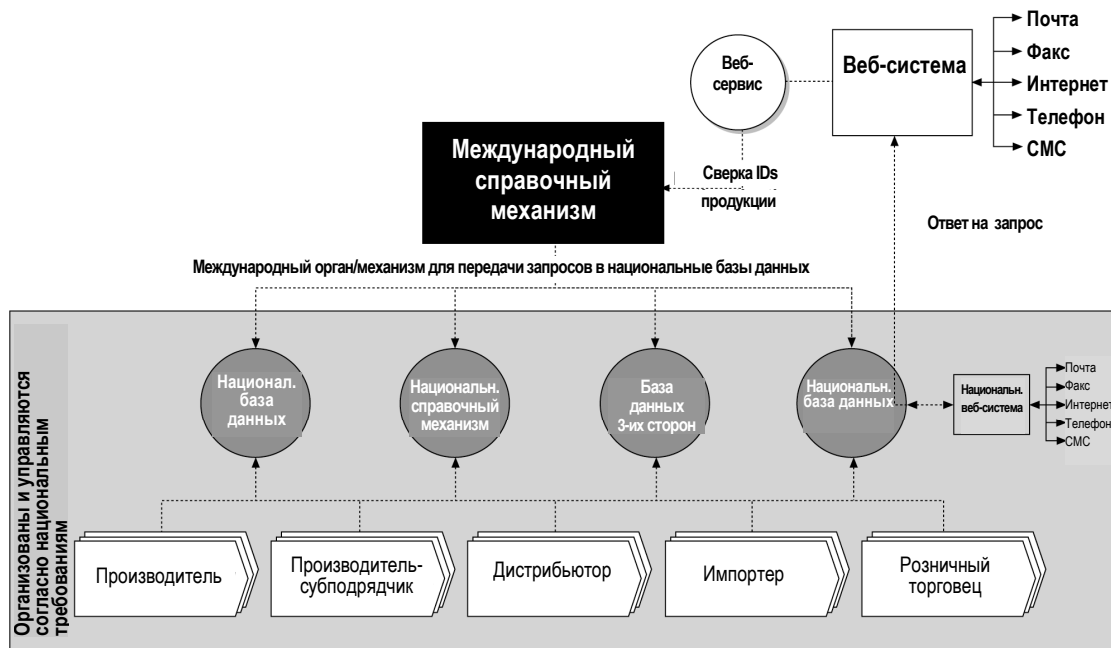 Почта
Факс
Интернет
Телефон
СМС
Веб-система
Веб-
сервис
Международный
справочный
механизм
Сверка IDs
продукции
Ответ на запрос
Международный орган/механизм для передачи запросов в национальные базы данных
Организованы и управляются
согласно национальным
требованиям
Национал.
база
данных
Национальн.
справочный
механизм
База
данных
3-их сторон
Национальн.
база данных
Национальн.
веб-система
Почта
Факс
Интернет
Телефон
СМС
Производитель
Производитель-
субподрядчик
Дистрибьютор
Импортер
Розничный
торговец